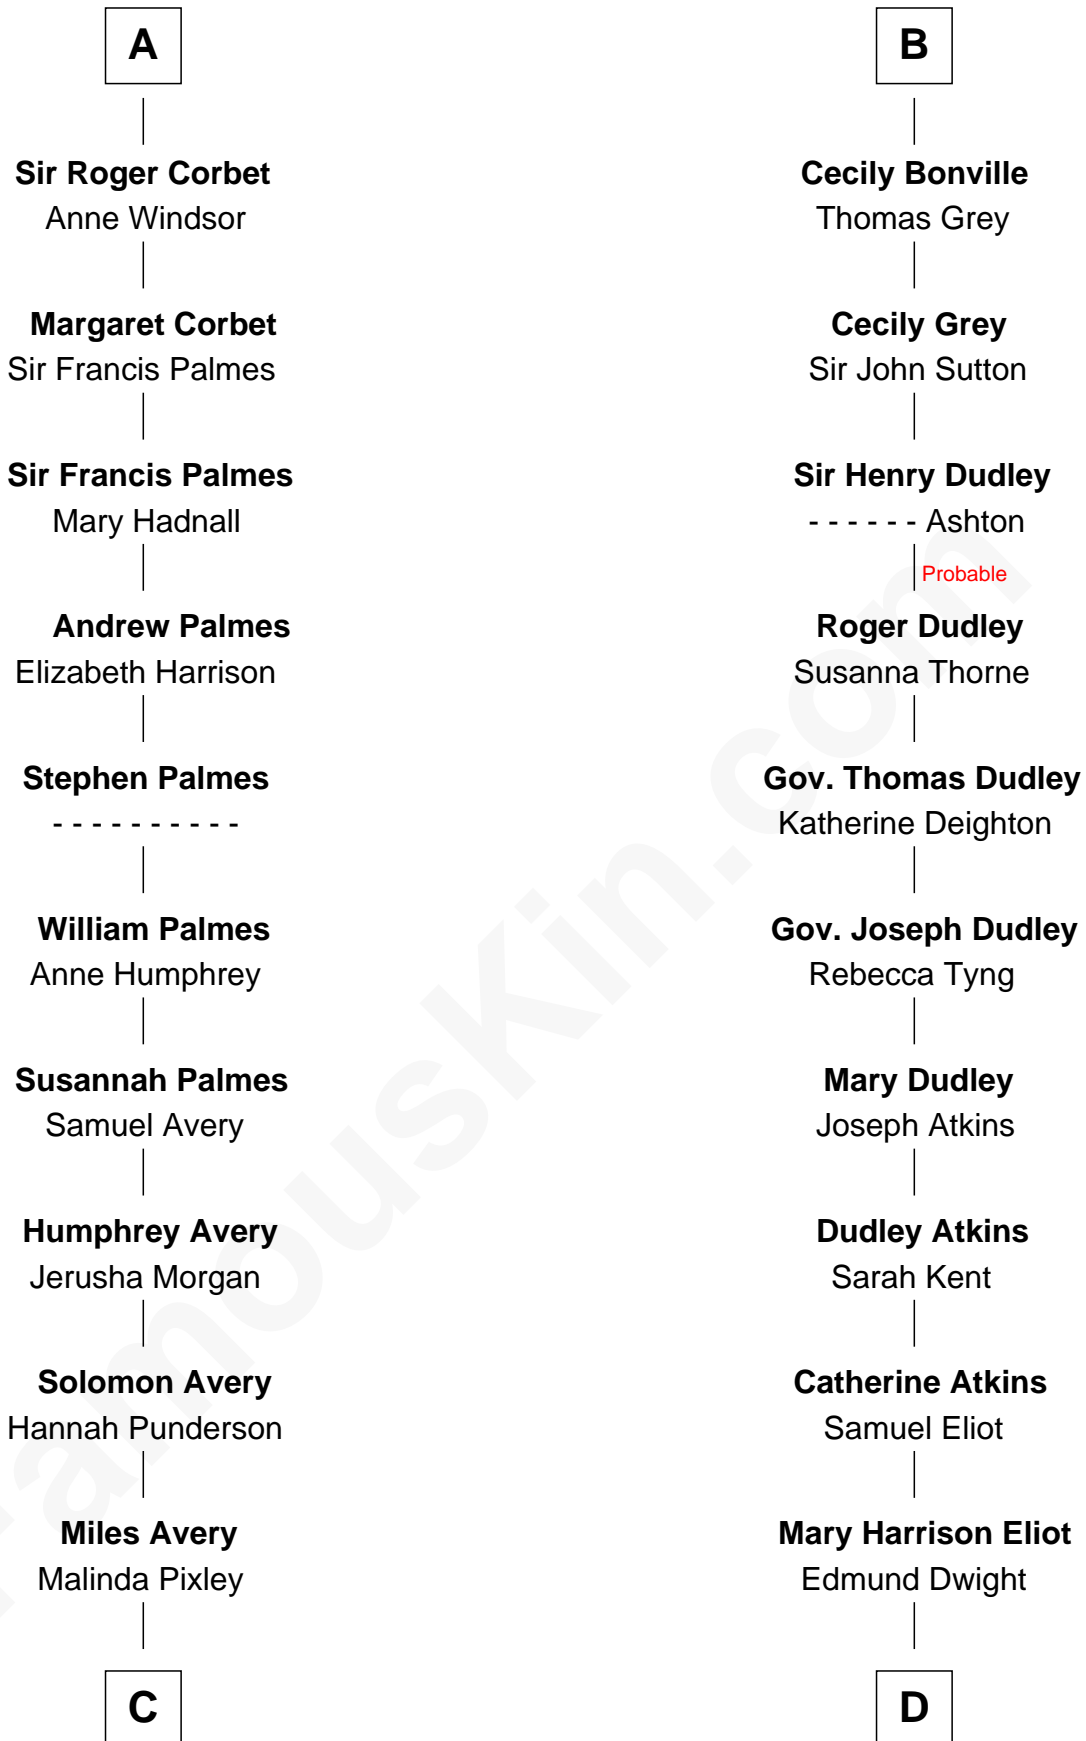 A
Sir Roger Corbet
Anne Windsor
Margaret Corbet
Sir Francis Palmes
Sir Francis Palmes
Mary Hadnall
Andrew Palmes
Elizabeth Harrison
Stephen Palmes
- - - - - - - - - -
William Palmes
Anne Humphrey
Susannah Palmes
Samuel Avery
Humphrey Avery
Jerusha Morgan
Solomon Avery
Hannah Punderson
Miles Avery
Malinda Pixley
C
B
Cecily Bonville
Thomas Grey
Cecily Grey
Sir John Sutton
Sir Henry Dudley
- - - - - - Ashton
Probable
Roger Dudley
Susanna Thorne
Gov. Thomas Dudley
Katherine Deighton
Gov. Joseph Dudley
Rebecca Tyng
Mary Dudley
Joseph Atkins
Dudley Atkins
Sarah Kent
Catherine Atkins
Samuel Eliot
Mary Harrison Eliot
Edmund Dwight
D
FamousKin.com